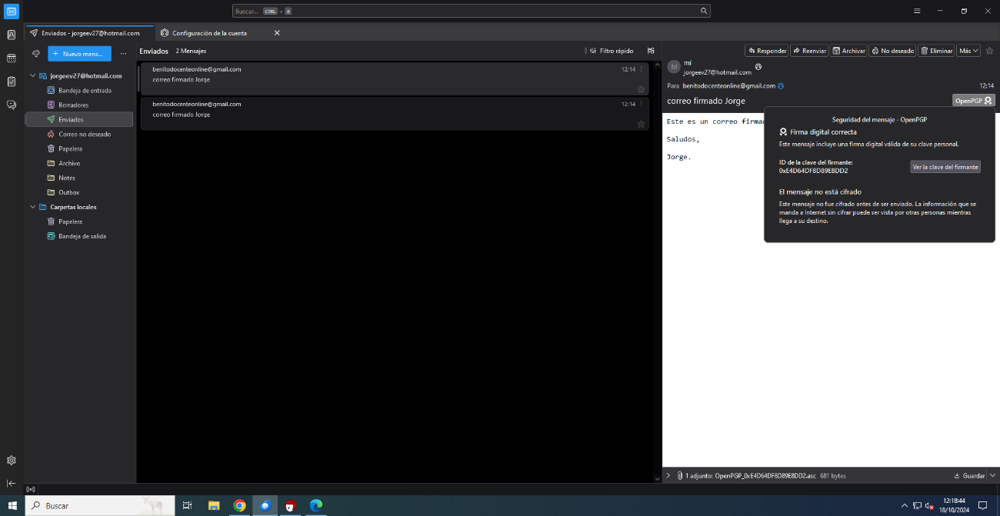 Buscar... CTRL + K
Enviados - jorgeev27@hotmail.com
Configuración de la cuenta
+ Nuevo mens...
jorgeev27@hotmail.com
Bandeja de entrada
Borradores
Enviados
Correo no deseado
Papelera
Archivo
Notes
Outbox
Carpetas locales
Papelera
Bandeja de salida
Enviados 2 Mensajes
Filtro rápido
benitodocenteonline@gmail.com 12:14
correo firmado Jorge
benitodocenteonline@gmail.com 12:14
correo firmado Jorge
Responder Reenviar Archivar No deseado Eliminar Más
M
mí
jorgeev27@hotmail.com
Para benitodocenteonline@gmail.com 12:14
correo firmado Jorge
OpenPGP
Este es un correo firmad
Saludos,
Jorge.
Seguridad del mensaje - OpenPGP
Firma digital correcta
Este mensaje incluye una firma digital válida de su clave personal.
ID de la clave del firmante:
0xE4D64DF8D89E8DD2
Ver la clave del firmante
El mensaje no está cifrado
Este mensaje no fue cifrado antes de ser enviado. La información que se
manda a Internet sin cifrar puede ser vista por otras personas mientras
llega a su destino.
1 adjunto: OpenPGP_0xE4D64DF8D89E8DD2.asc 681 bytes
Guardar
Buscar
12:18:44
18/10/2024